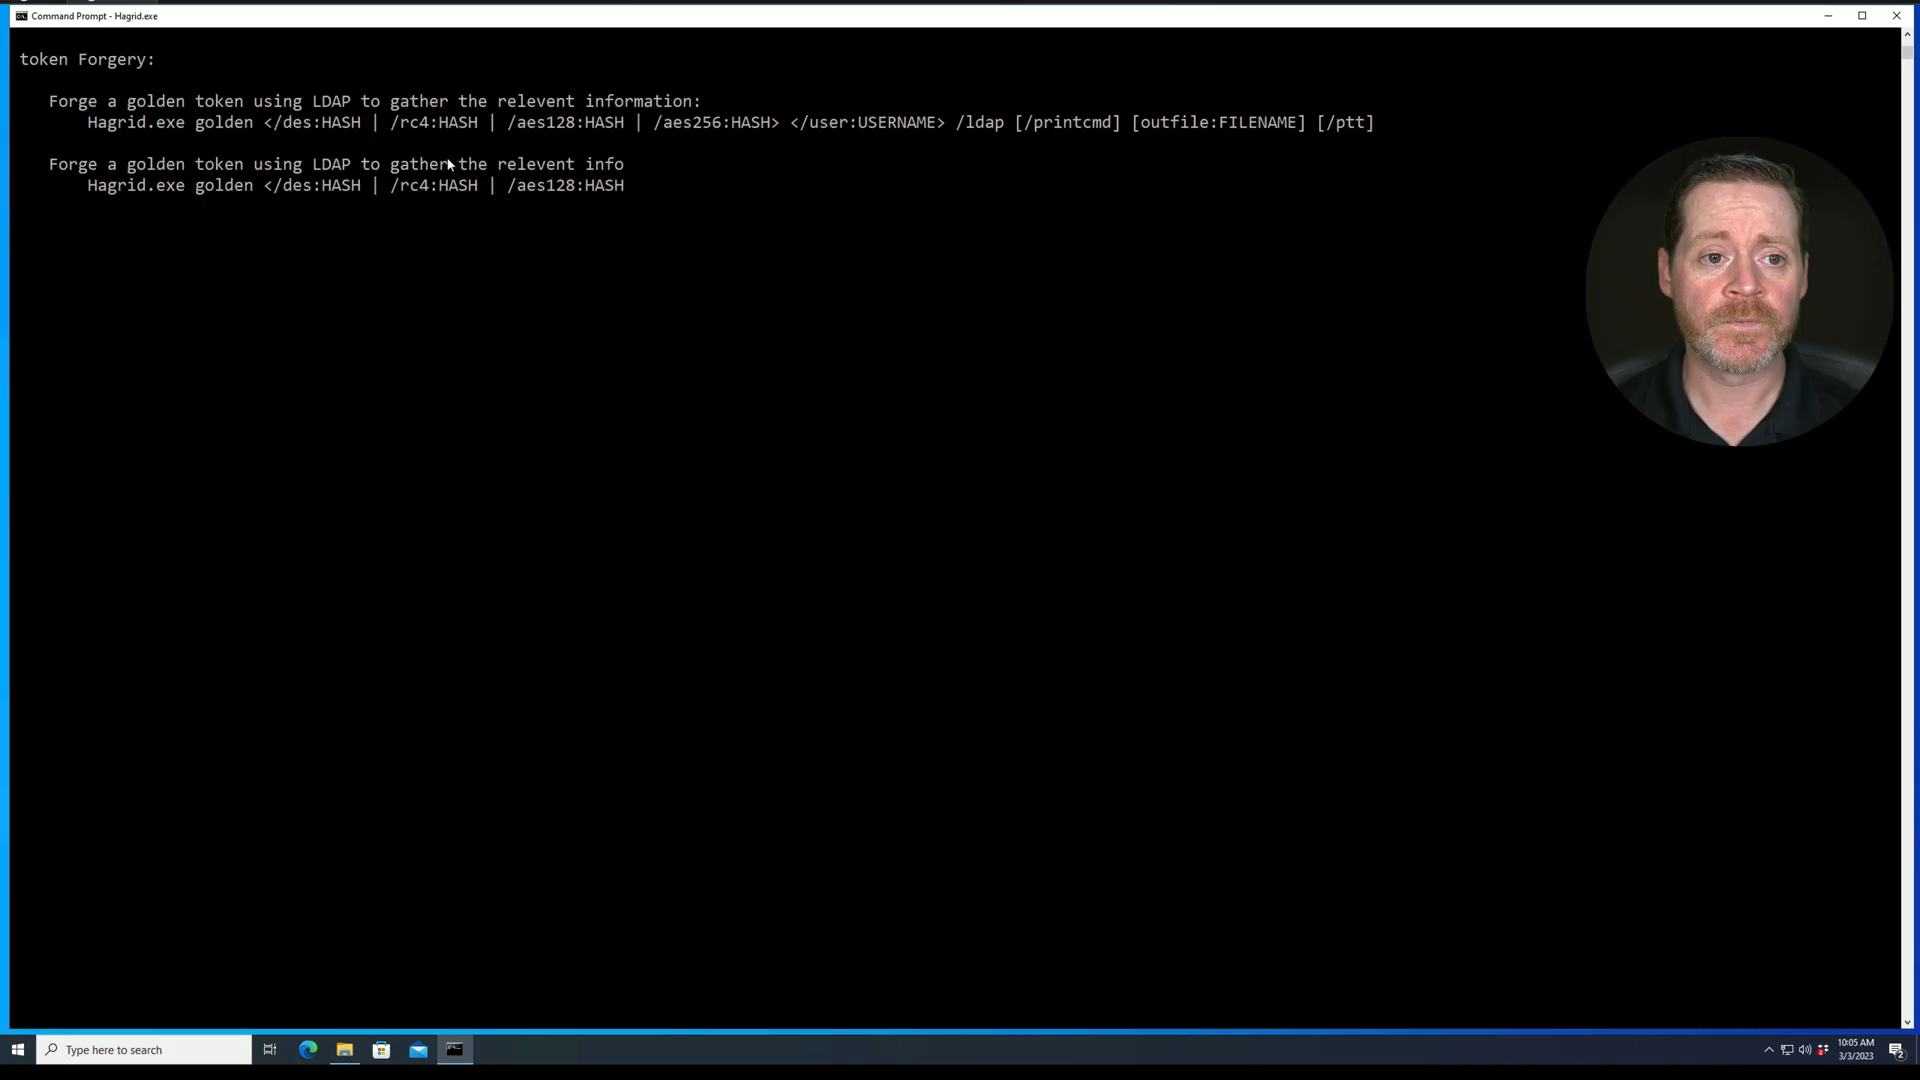 Command Prompt - Hagrid.exe
token Forgery:
Forge a golden token using LDAP to gather the relevent information:
Hagrid.exe golden </des:HASH | /rc4:HASH | /aes128:HASH | /aes256:HASH> </user:USERNAME> /ldap [/printcmd] [outfile:FILENAME] [/ptt]
Forge a golden token using LDAP to gather the relevent info
Hagrid.exe golden </des:HASH | /rc4:HASH | /aes128:HASH
Type here to search
10:05 AM
3/3/2023
2